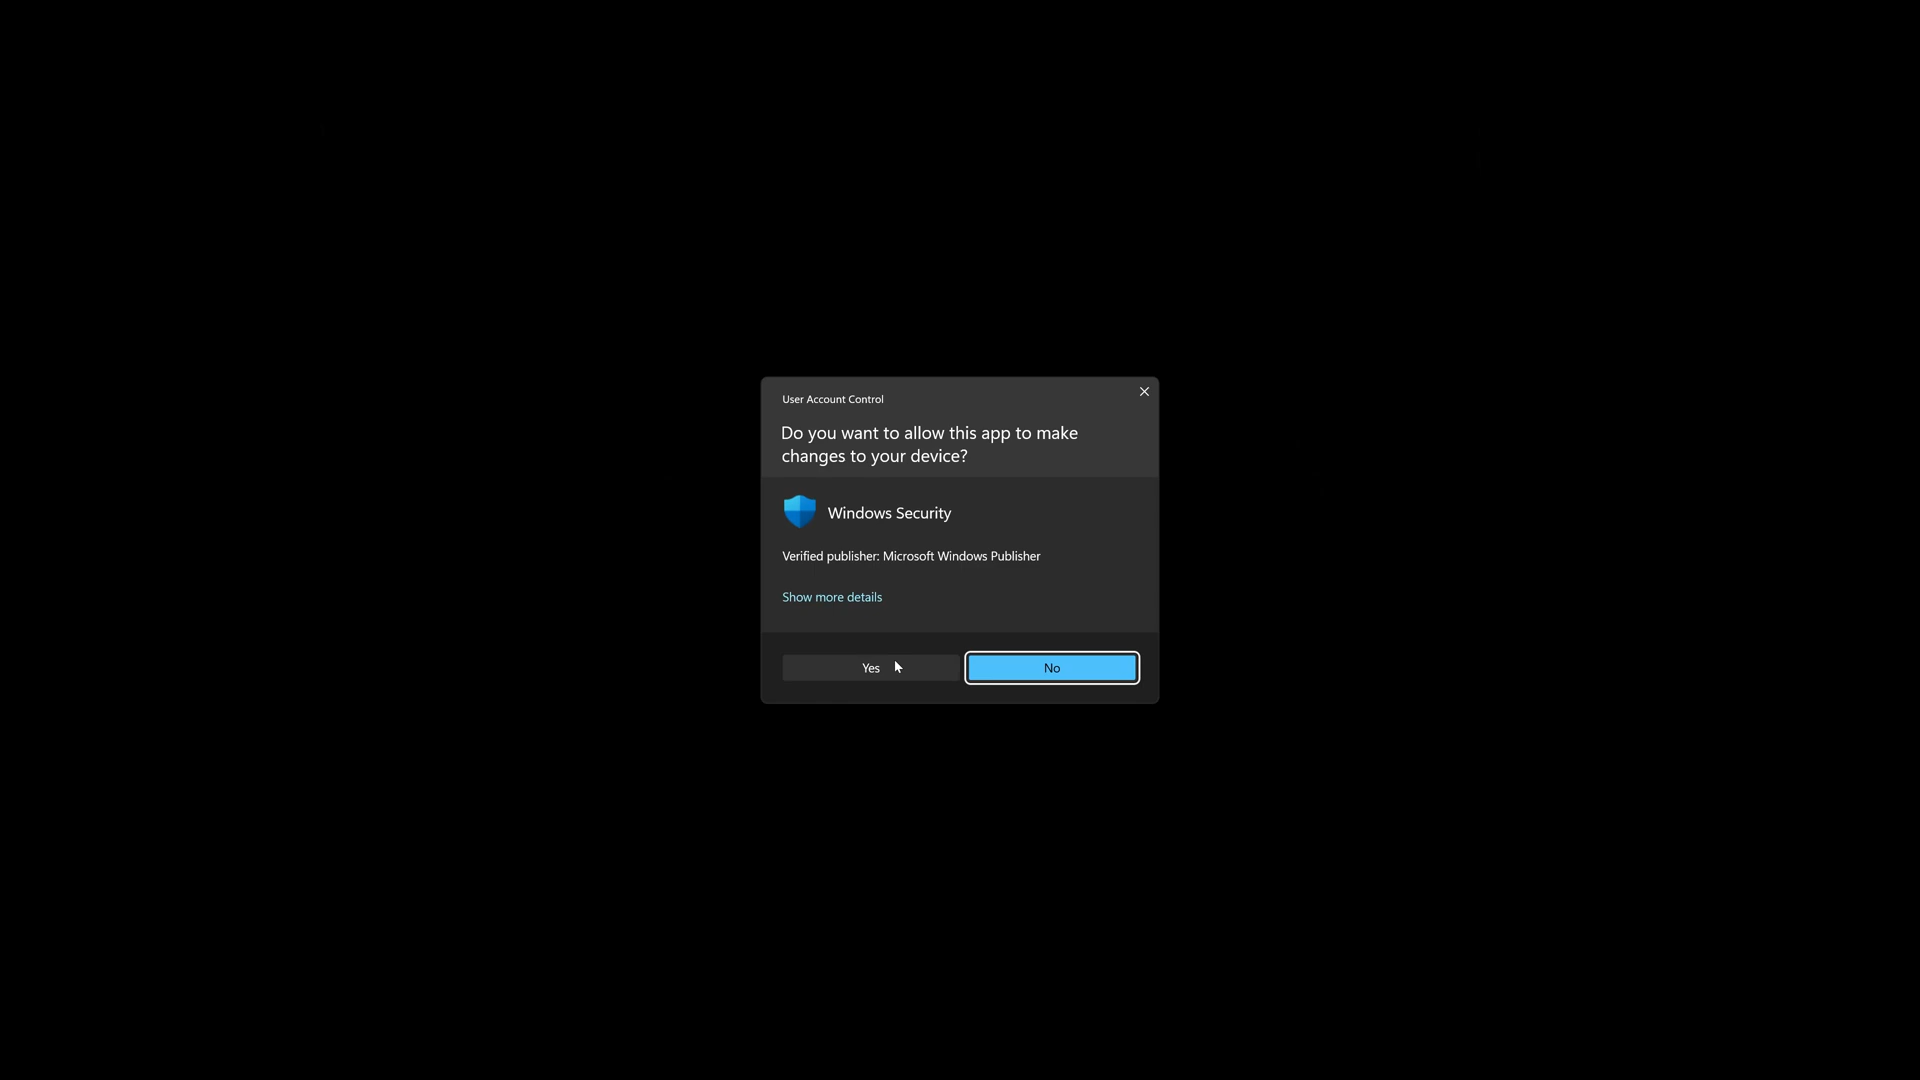 User Account Control
Do you want to allow this app to make
changes to your device?
Windows Security
Verified publisher: Microsoft Windows Publisher
Show more details
Yes
No